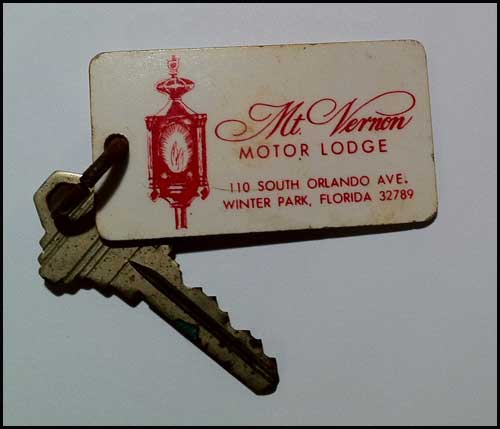 Mt. Vernon
MOTOR LODGE
110 SOUTH ORLANDO AVE.
WINTER PARK, FLORIDA 32789